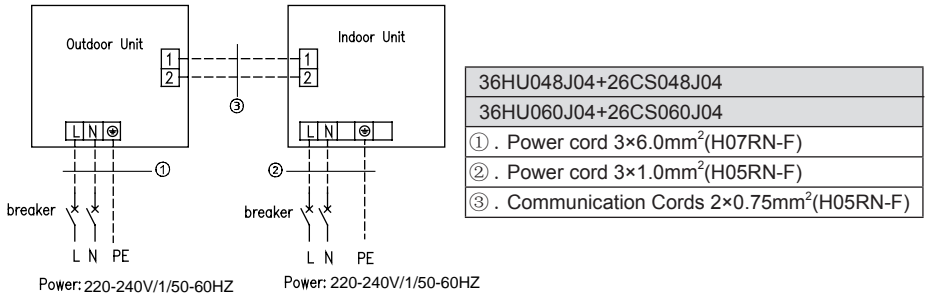 Outdoor Unit
1
2
L N
Indoor Unit
1
2
L N
③
①
②
breaker
L N PE
Power: 220-240V/1/50-60HZ
breaker
L N PE
Power: 220-240V/1/50-60HZ
36HU048J04+26CS048J04
36HU060J04+26CS060J04
① . Power cord 3×6.0mm²(H07RN-F)
② . Power cord 3×1.0mm²(H05RN-F)
③ . Communication Cords 2×0.75mm²(H05RN-F)